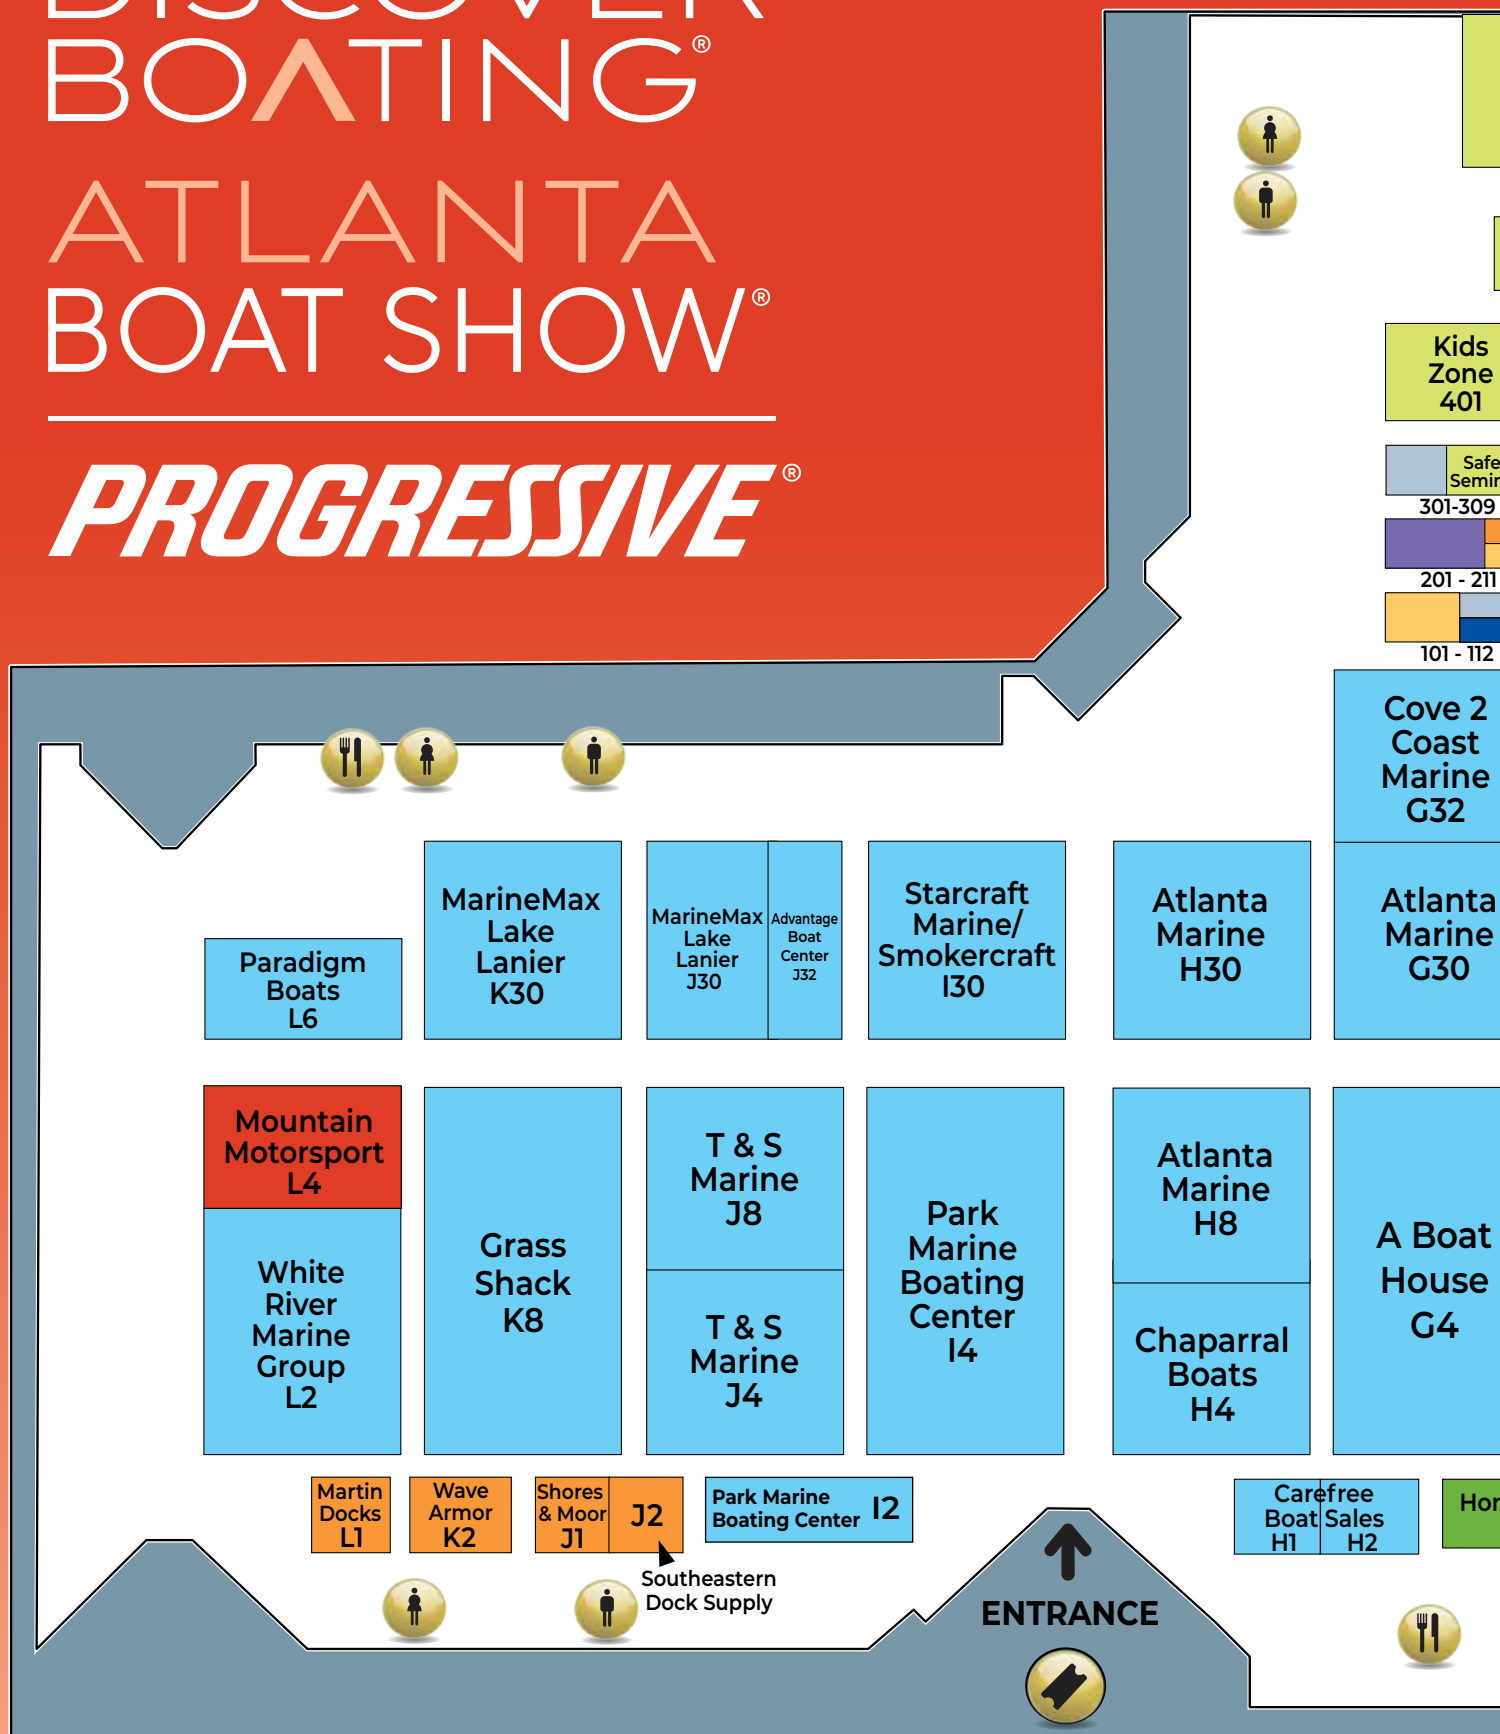 BOATING®
ATLANTA
BOAT SHOW®
PROGRESSIVE®
Kids
Zone
401
301-309
201 - 211
101 - 112
Cove 2
Coast
Marine
G32
MarineMax
Lake
Lanier
K30
MarineMax
Lake
Lanier
J30
Advantage
Boat
Center
J32
Starcraft
Marine/
Smokercraft
I30
Atlanta
Marine
H30
Atlanta
Marine
G30
Paradigm
Boats
L6
Mountain
Motorsport
L4
White
River
Marine
Group
L2
Grass
Shack
K8
T & S
Marine
J8
T & S
Marine
J4
Park
Marine
Boating
Center
I4
Atlanta
Marine
H8
Chaparral
Boats
H4
A Boat
House
G4
Martin
Docks
L1
Wave
Armor
K2
Shores
& Moor
J1
J2
Southeastern
Dock Supply
Park Marine
Boating Center I2
ENTRANCE
Carefree
Boat Sales
H1 H2